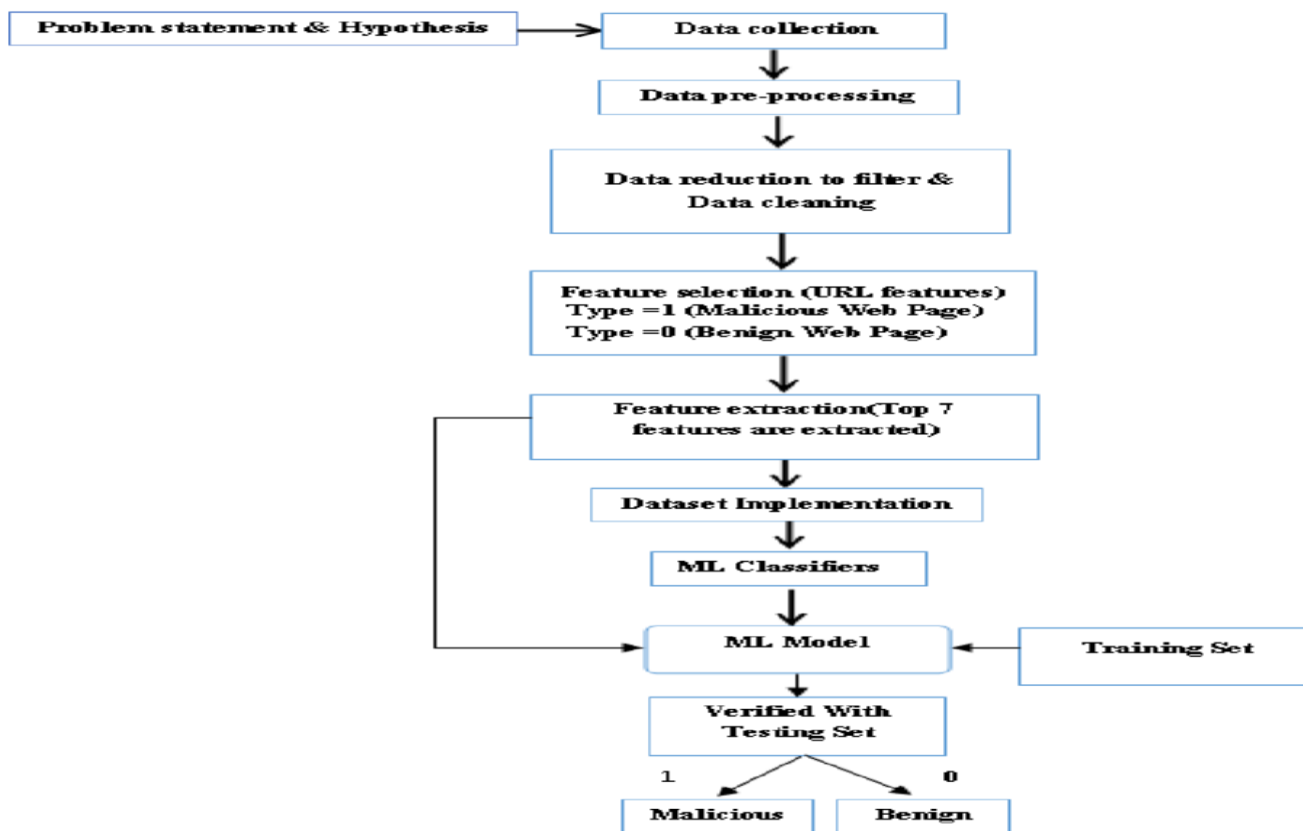 Problem statement & Hypothesis
Data collection
Data pre-processing
Data reduction to filter &
Data cleaning
Feature selection (URL features)
Type =1 (Malicious Web Page)
Type =0 (Benign Web Page)
Feature extraction(Top 7
features are extracted)
Dataset Implementation
ML Classifiers
ML Model
Training Set
Verified With
Testing Set
1
0
Malicious
Benign